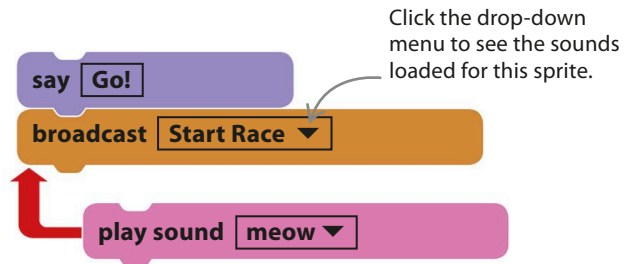 Click the drop-down
menu to see the sounds
loaded for this sprite.
say Go!
broadcast Start Race
play sound meow